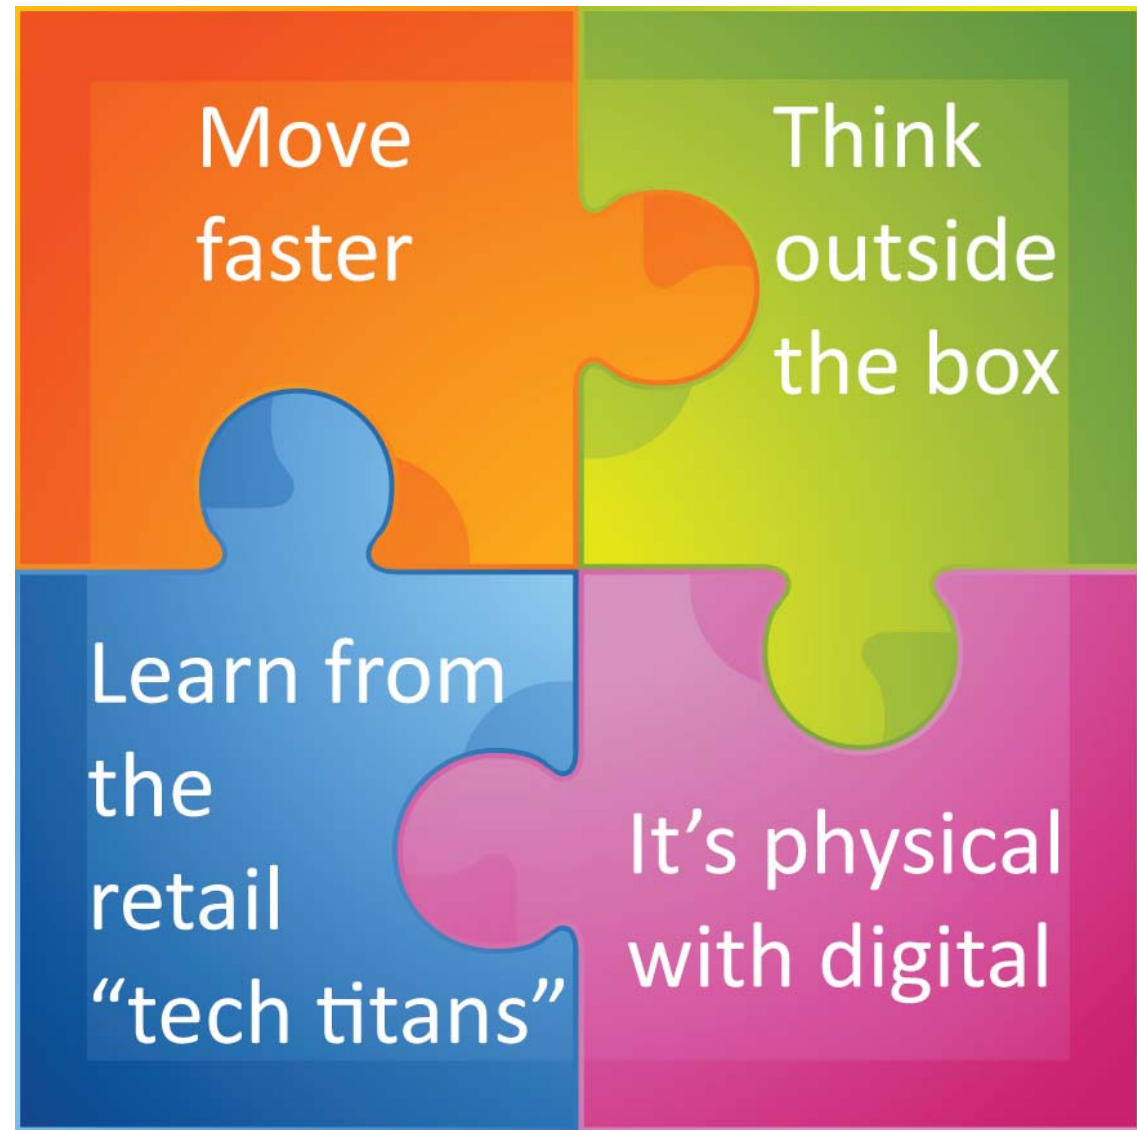 Move
faster
Think
outside
the box
Learn from
the
retail
“tech titans”
It’s physical
with digital